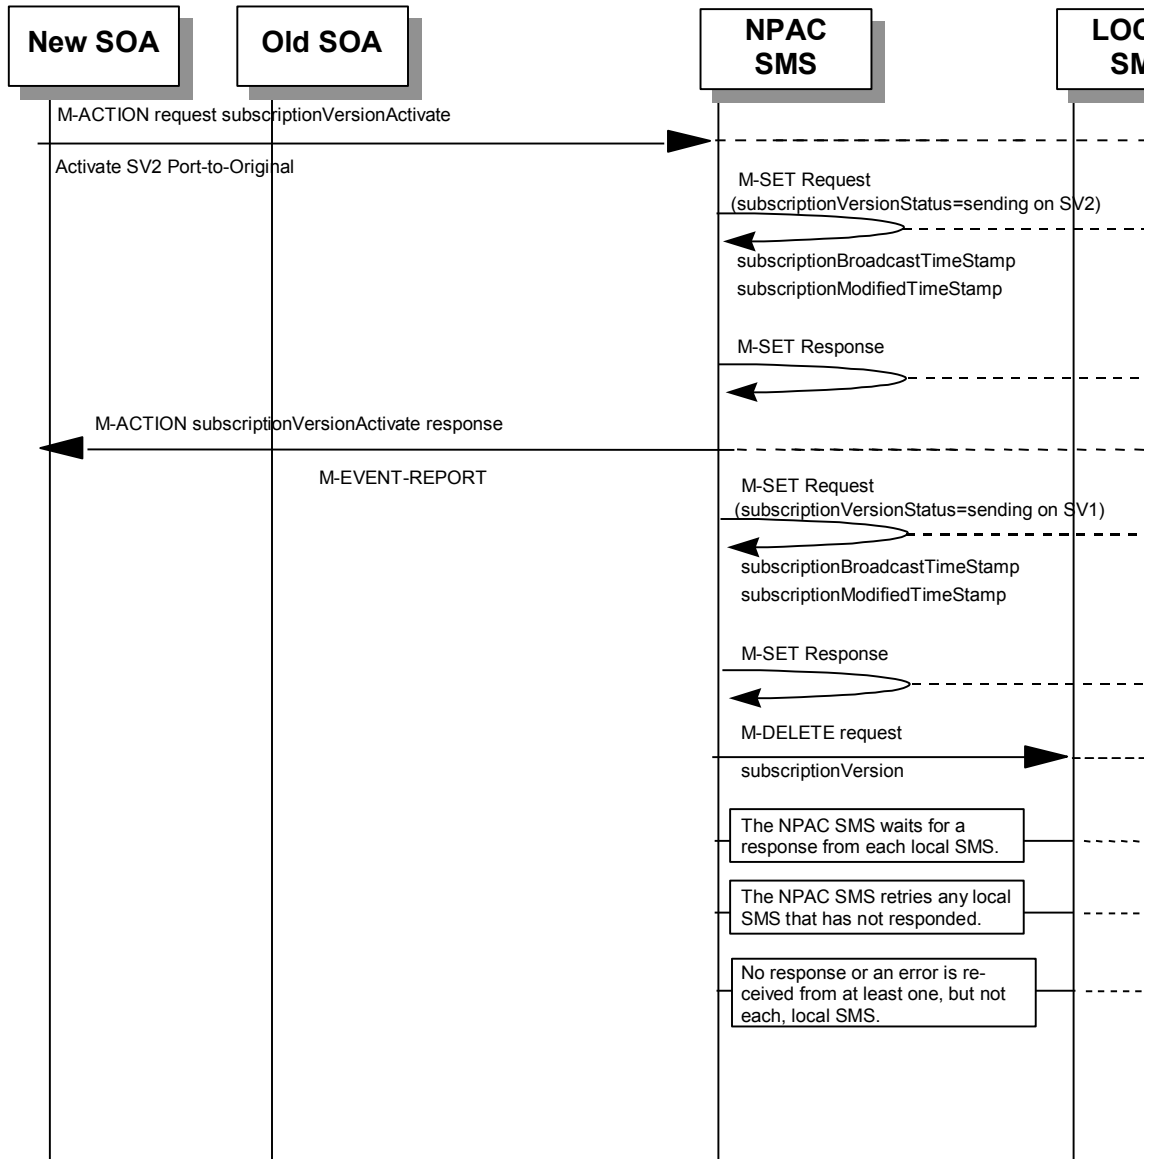 New SOA
Old SOA
NPAC
SMS
LOC
SM
M-ACTION request subscriptionVersionActivate
Activate SV2 Port-to-Original
M-SET Request
(subscriptionVersionStatus=sending on SV2)
subscriptionBroadcastTimeStamp
subscriptionModifiedTimeStamp
M-SET Response
M-ACTION subscriptionVersionActivate response
M-EVENT-REPORT
M-SET Request
(subscriptionVersionStatus=sending on SV1)
subscriptionBroadcastTimeStamp
subscriptionModifiedTimeStamp
M-SET Response
M-DELETE request
subscriptionVersion
The NPAC SMS waits for a
response from each local SMS.
The NPAC SMS retries any local
SMS that has not responded.
No response or an error is re-
ceived from at least one, but not
each, local SMS.